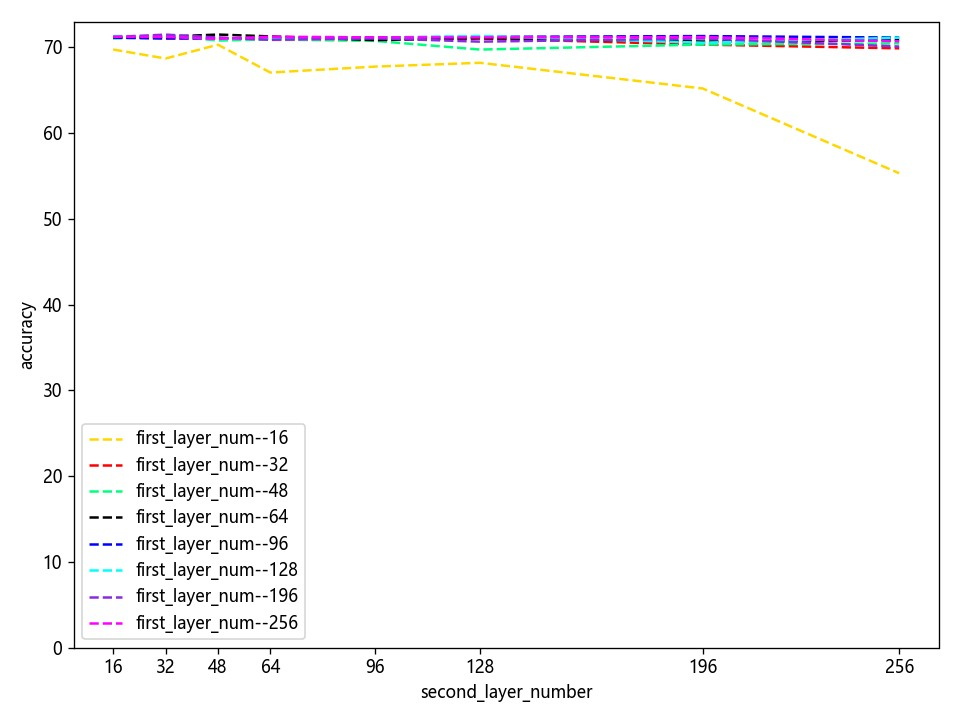 70
60
50
40
30
20
10
0
accuracy
first_layer_num--16
first_layer_num--32
first_layer_num--48
first_layer_num--64
first_layer_num--96
first_layer_num--128
first_layer_num--196
first_layer_num--256
16 32 48 64 96 128 196 256
second_layer_number